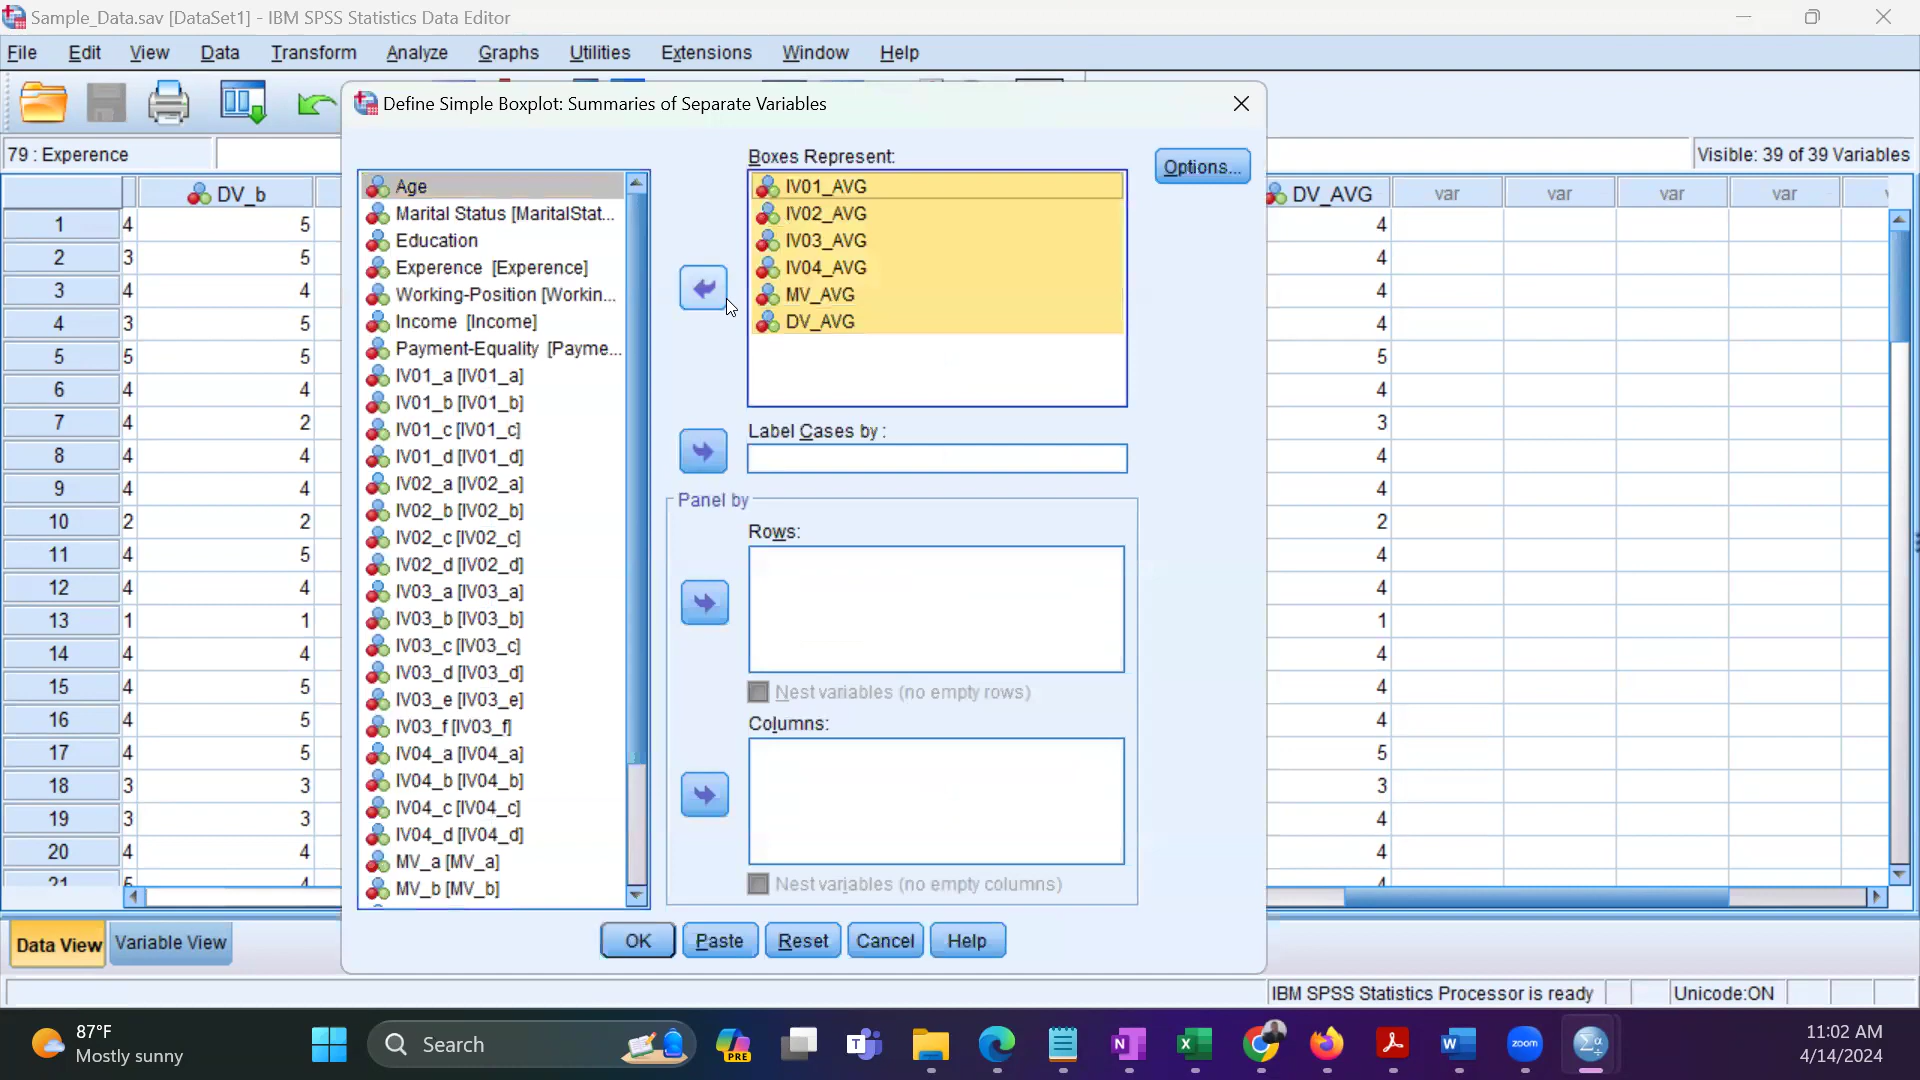 Sample_Data.sav [DataSet1] - IBM SPSS Statistics Data Editor
File Edit View Data Transform Analyze Graphs Utilities Extensions Window Help
Define Simple Boxplot: Summaries of Separate Variables
79 : Experence
Visible: 39 of 39 Variables
DV_b
DV_AVG var var var var
1 4 5 4
2 3 5 4
3 4 4 4
4 3 5 4
5 5 5 5
6 4 4 4
7 4 2 3
8 4 4 4
9 4 4 4
10 2 2 2
11 4 5 4
12 4 4 4
13 1 1 1
14 4 4 4
15 4 5 4
16 4 5 4
17 4 5 5
18 3 3 3
19 3 3 4
20 4 4 4
21
Age
Marital Status [MaritalStat...
Education
Experence [Experence]
Working-Position [Workin...
Income [Income]
Payment-Equality [Payme...
IV01_a [IV01_a]
IV01_b [IV01_b]
IV01_c [IV01_c]
IV01_d [IV01_d]
IV02_a [IV02_a]
IV02_b [IV02_b]
IV02_c [IV02_c]
IV02_d [IV02_d]
IV03_a [IV03_a]
IV03_b [IV03_b]
IV03_c [IV03_c]
IV03_d [IV03_d]
IV03_e [IV03_e]
IV03_f [IV03_f]
IV04_a [IV04_a]
IV04_b [IV04_b]
IV04_c [IV04_c]
IV04_d [IV04_d]
MV_a [MV_a]
MV_b [MV_b]
Boxes Represent:
IV01_AVG
IV02_AVG
IV03_AVG
IV04_AVG
MV_AVG
DV_AVG
Options...
Label Cases by :
Panel by
Rows:
Nest variables (no empty rows)
Columns:
Nest variables (no empty columns)
OK Paste Reset Cancel Help
Data View Variable View
IBM SPSS Statistics Processor is ready Unicode:ON
87°F
Mostly sunny
Search
PRE
zoom
11:02 AM
4/14/2024